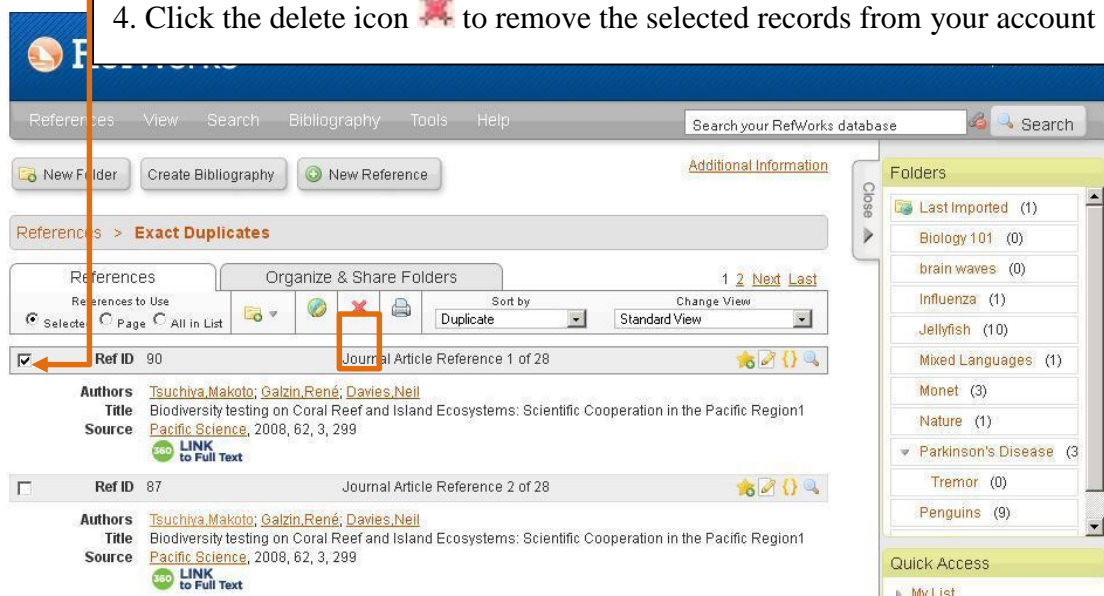 4. Click the delete icon to remove the selected records from your account
References View Search Bibliography Tools Help Search your RefWorks database Search
New Folder Create Bibliography New Reference Additional Information
Close
References > Exact Duplicates
References Organize & Share Folders 1 2 Next Last
References to Use Sort by Change View
Selected Page All in List Duplicate Standard View
Ref ID 90 Journal Article Reference 1 of 28
Authors Tsuchiya,Makoto; Galzin,René; Davies,Neil
Title Biodiversity testing on Coral Reef and Island Ecosystems: Scientific Cooperation in the Pacific Region1
Source Pacific Science, 2008, 62, 3, 299
360 LINK
to Full Text
Ref ID 87 Journal Article Reference 2 of 28
Authors Tsuchiya,Makoto; Galzin,René; Davies,Neil
Title Biodiversity testing on Coral Reef and Island Ecosystems: Scientific Cooperation in the Pacific Region1
Source Pacific Science, 2008, 62, 3, 299
360 LINK
to Full Text
Folders
Last Imported (1)
Biology 101 (0)
brain waves (0)
Influenza (1)
Jellyfish (10)
Mixed Languages (1)
Monet (3)
Nature (1)
Parkinson's Disease (3
Tremor (0)
Penguins (9)
Quick Access
My List